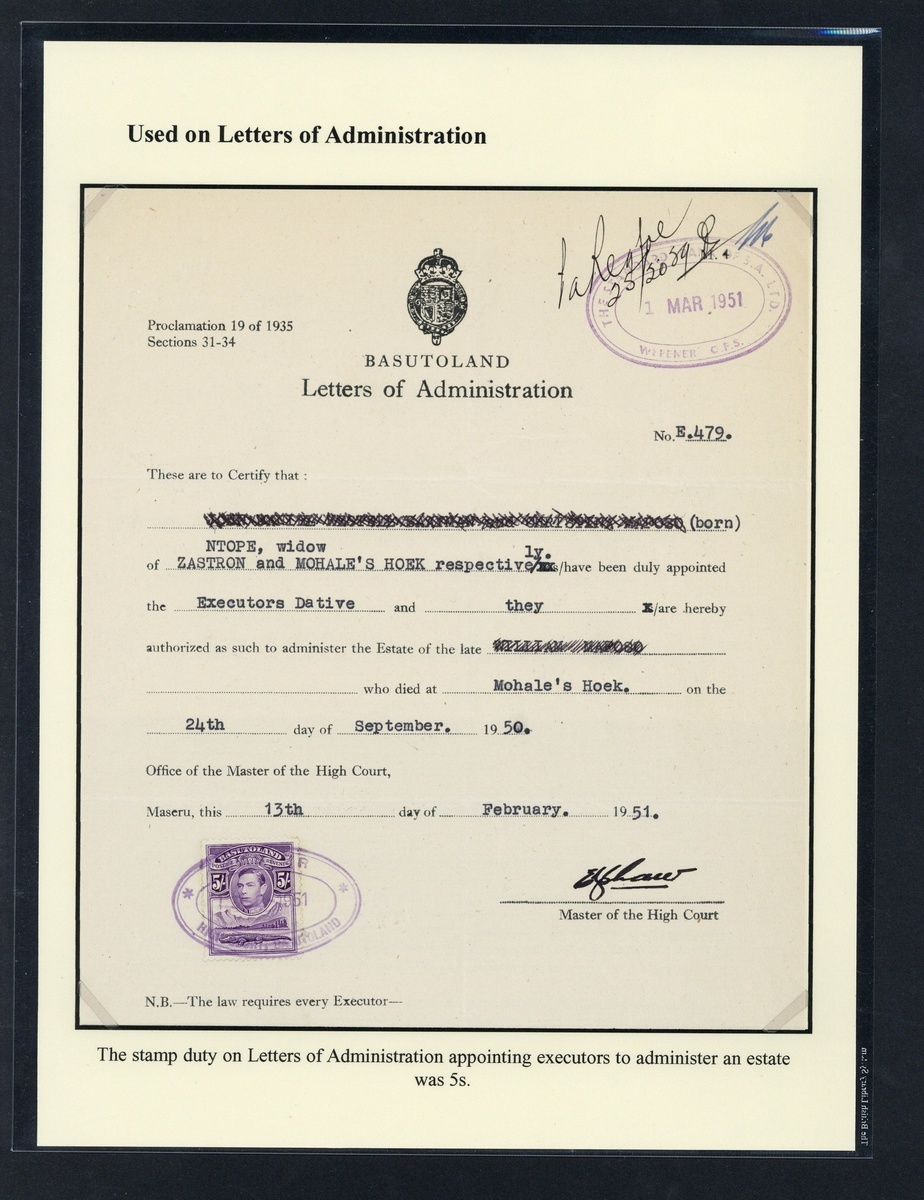 Used on Letters of Administration
M. 4
1 MAR 1951
WEPENER O.F.S.
Proclamation 19 of 1935
Sections 31-34
BASUTOLAND
Letters of Administration
No. E.479.
These are to Certify that :
(born)
NTOPE, widow
of ZASTRON and MOHALE'S HOEK respective/ly. /have been duly appointed
the Executors Dative and they /are hereby
authorized as such to administer the Estate of the late
who died at Mohale's Hoek. on the
24th day of September. 1950.
Office of the Master of the High Court,
Maseru, this 13th day of February. 1951.
BASUTOLAND
5/- 5/-
Master of the High Court
N.B.—The law requires every Executor—
The stamp duty on Letters of Administration appointing executors to administer an estate
was 5s.